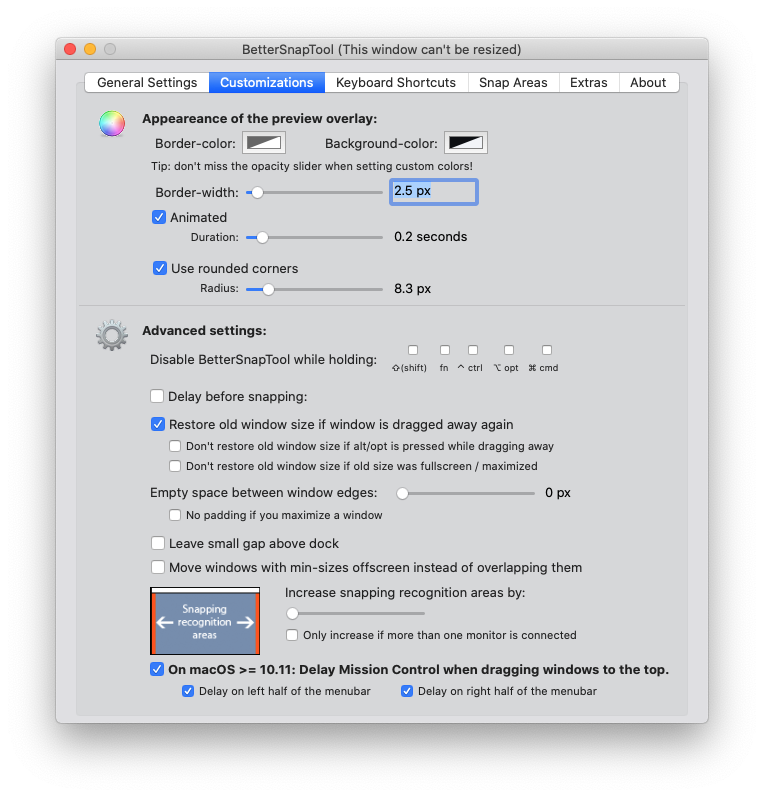 BetterSnapTool (This window can't be resized)
General Settings Customizations Keyboard Shortcuts Snap Areas Extras About
Appeareance of the preview overlay:
Border-color: Background-color:
Tip: don't miss the opacity slider when setting custom colors!
Border-width: 2.5 px
Animated
Duration: 0.2 seconds
Use rounded corners
Radius: 8.3 px
Advanced settings:
Disable BetterSnapTool while holding:
⇧(shift) fn ^ ctrl ⌥ opt ⌘ cmd
Delay before snapping:
Restore old window size if window is dragged away again
Don't restore old window size if alt/opt is pressed while dragging away
Don't restore old window size if old size was fullscreen / maximized
Empty space between window edges: 0 px
No padding if you maximize a window
Leave small gap above dock
Move windows with min-sizes offscreen instead of overlapping them
Snapping
recognition
areas
Increase snapping recognition areas by:
Only increase if more than one monitor is connected
On macOS >= 10.11: Delay Mission Control when dragging windows to the top.
Delay on left half of the menubar Delay on right half of the menubar